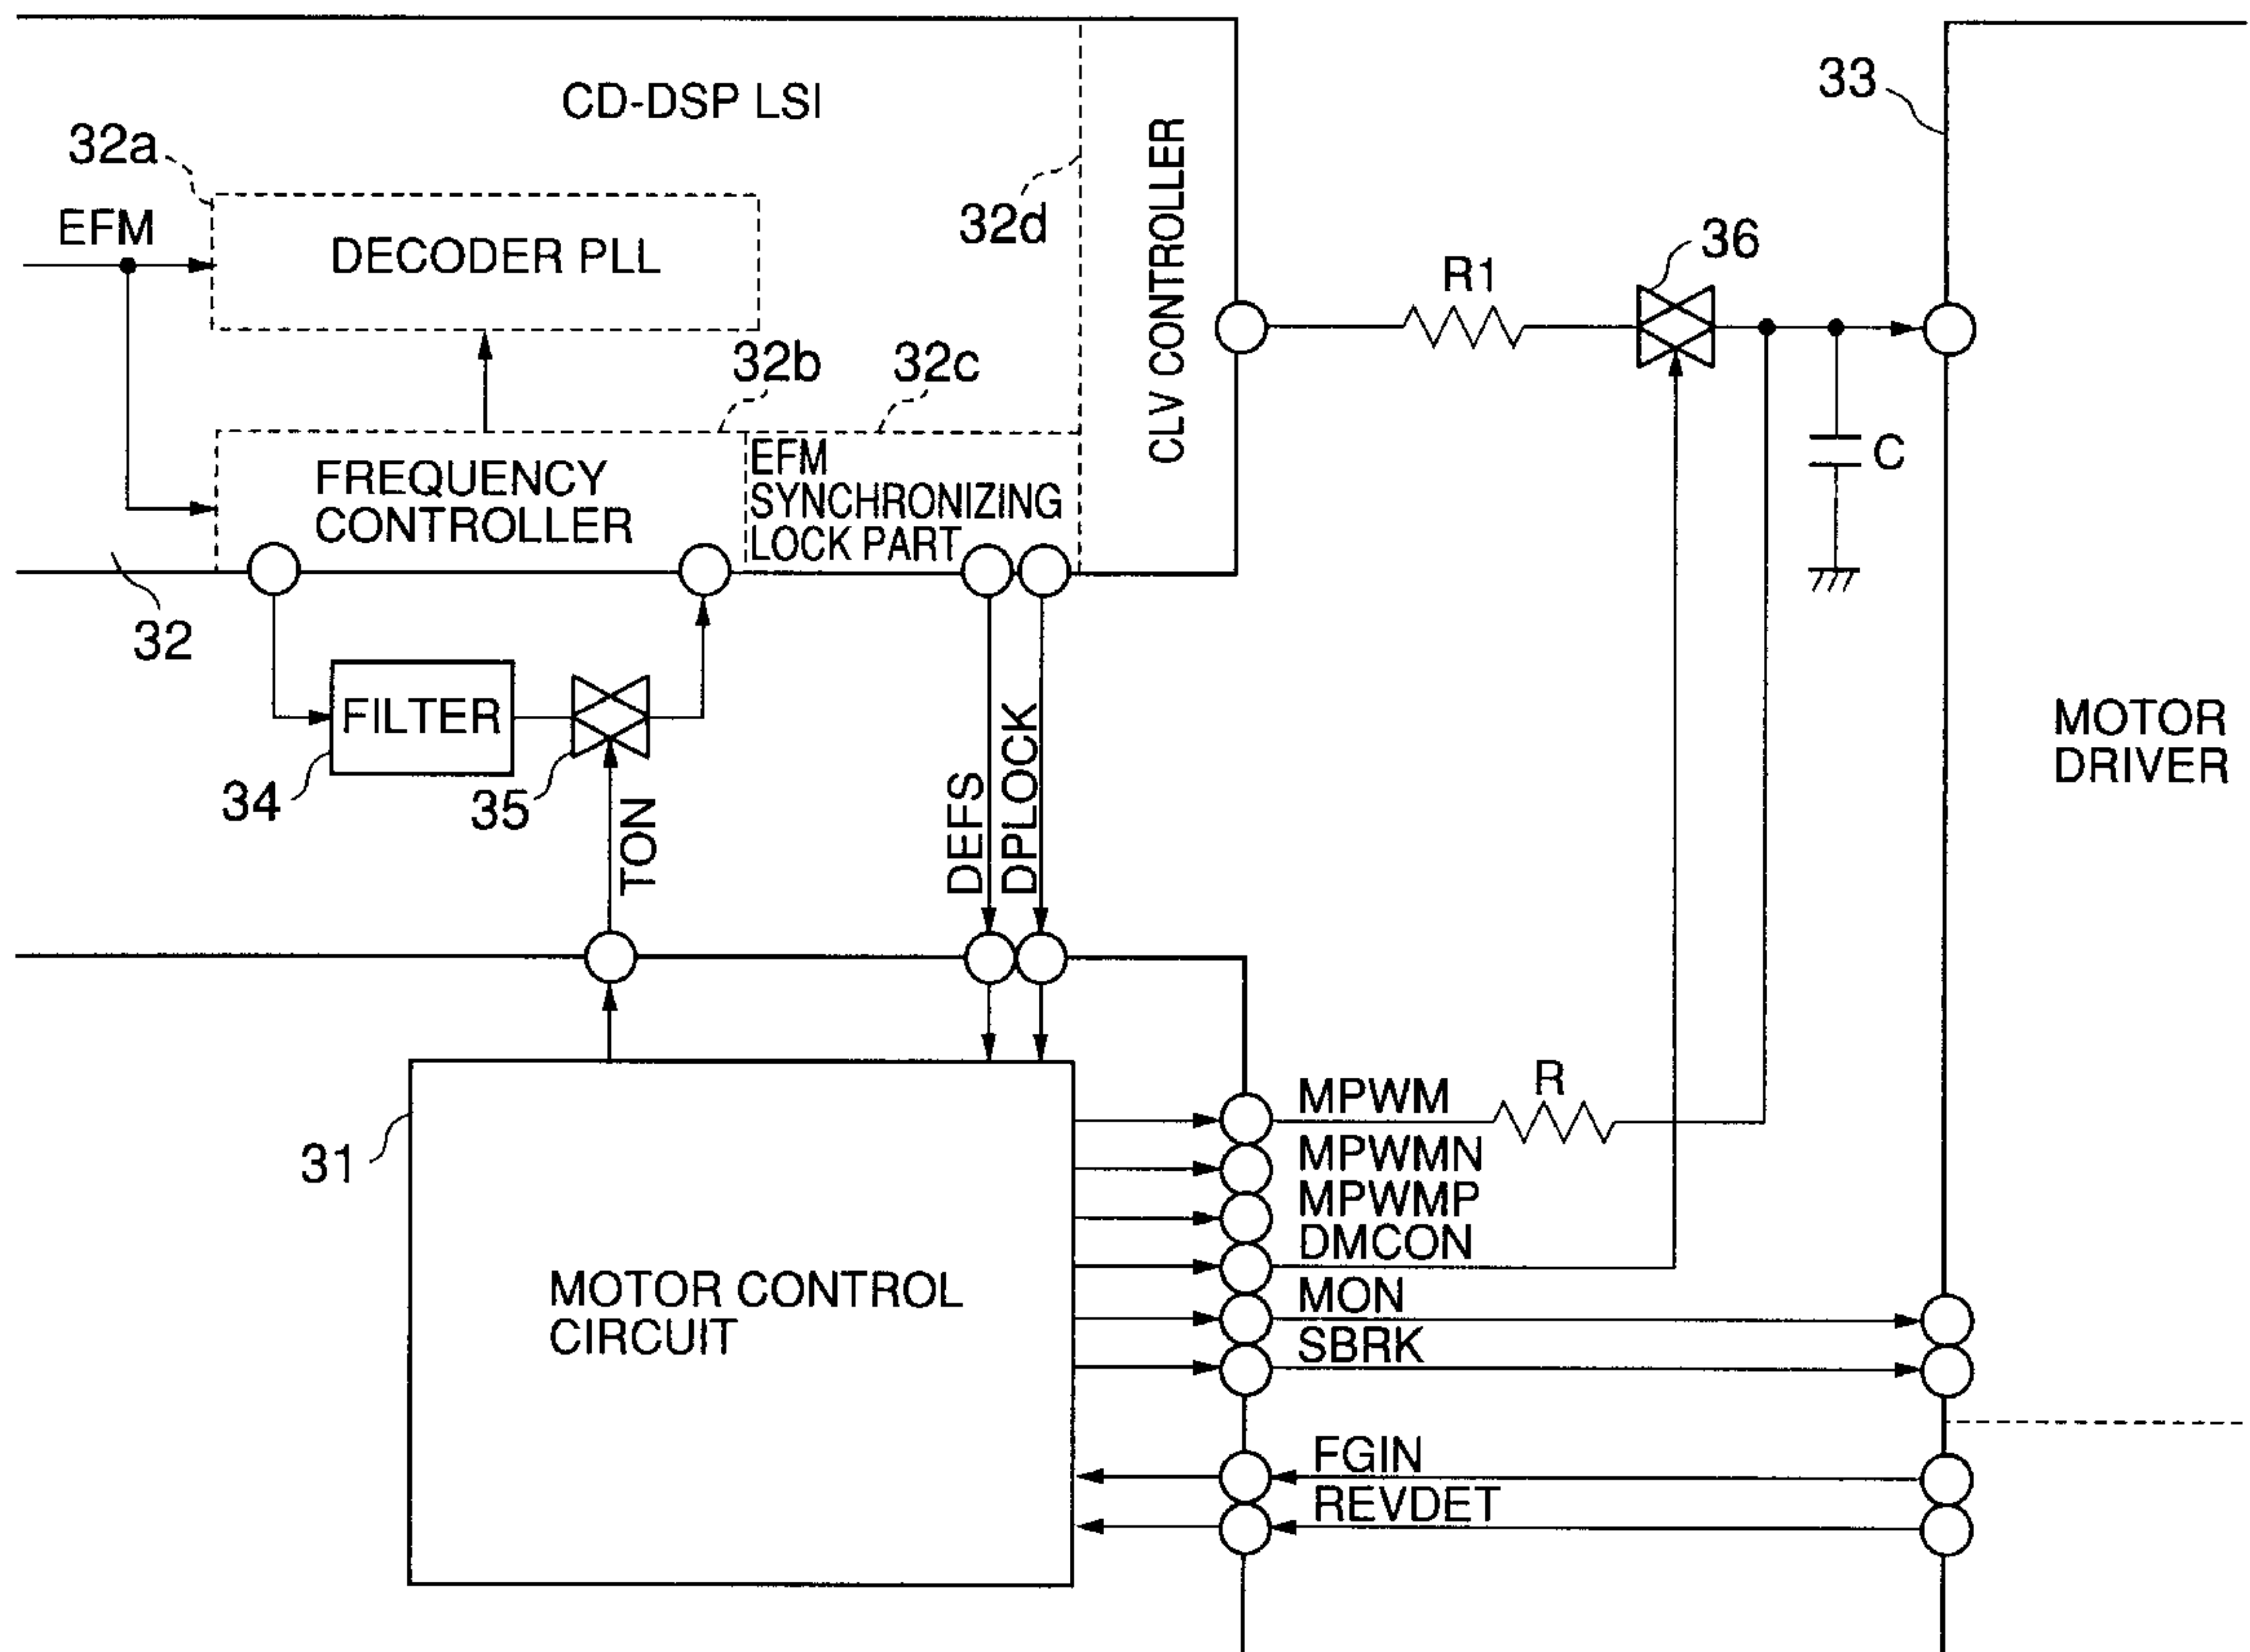 CD-DSP LSI
32a
EFM
DECODER PLL
32d
CLV CONTROLLER
33
36
R1
32b
32c
FREQUENCY
CONTROLLER
EFM
SYNCHRONIZING
LOCK PART
C
32
FILTER
34
35
TON
DEFS
DPLOCK
MOTOR
DRIVER
31
MOTOR CONTROL
CIRCUIT
MPWM
R
MPWMN
MPWMP
DMCON
MON
SBRK
FGIN
REVDET